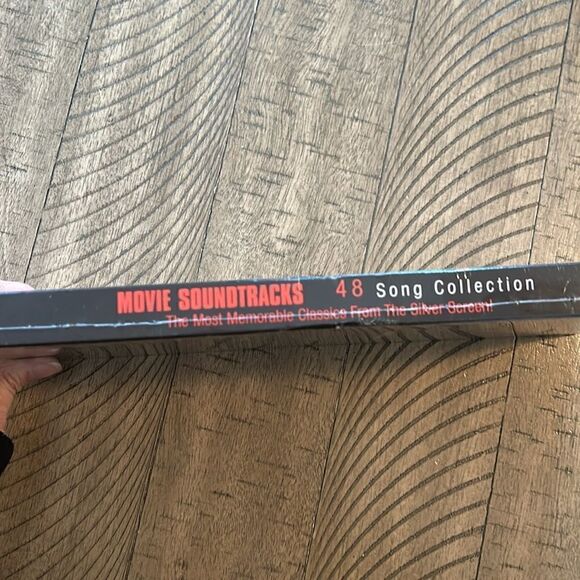 MOVIE SOUNDTRACKS 48 Song Collection
The Most Memorable Classics From The Silver Screen!